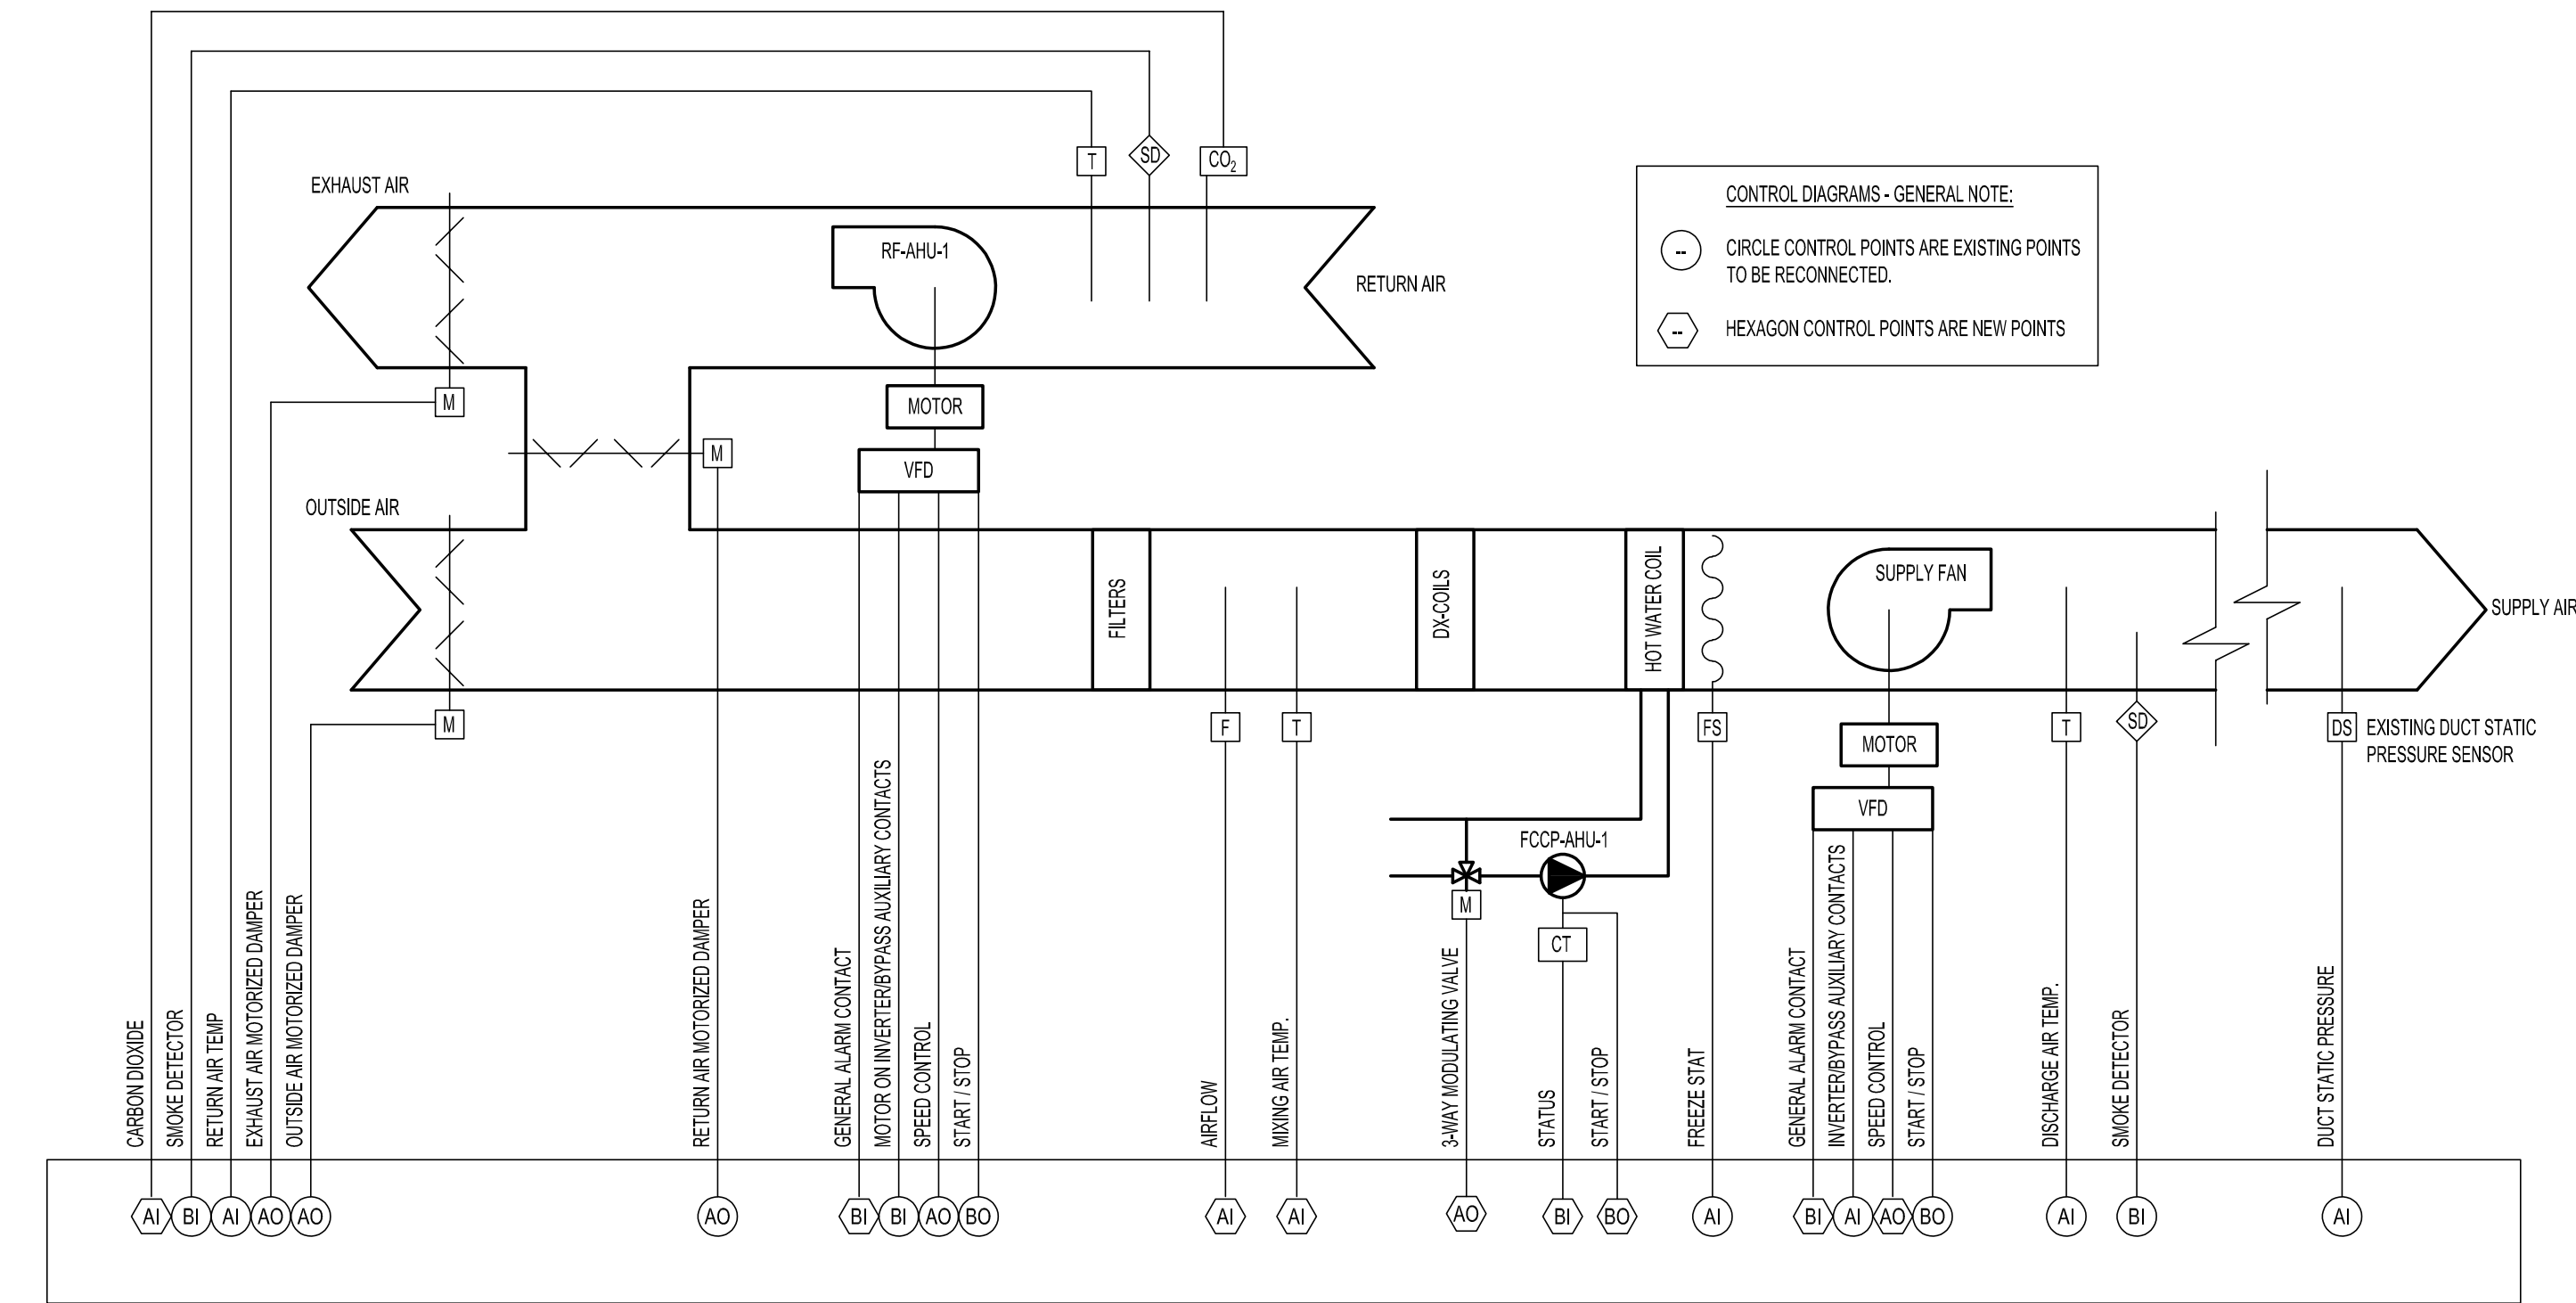 T
SD
CO₂
EXHAUST AIR
RF-AHU-1
RETURN AIR
CONTROL DIAGRAMS - GENERAL NOTE:
--
CIRCLE CONTROL POINTS ARE EXISTING POINTS
TO BE RECONNECTED.
--
HEXAGON CONTROL POINTS ARE NEW POINTS
M
MOTOR
M
VFD
OUTSIDE AIR
FILTERS
DX-COILS
HOT WATER COIL
SUPPLY FAN
SUPPLY AIR
M
F
T
FS
MOTOR
T
SD
DS
EXISTING DUCT STATIC
PRESSURE SENSOR
VFD
FCCP-AHU-1
M
CT
CARBON DIOXIDE
SMOKE DETECTOR
RETURN AIR TEMP
EXHAUST AIR MOTORIZED DAMPER
OUTSIDE AIR MOTORIZED DAMPER
RETURN AIR MOTORIZED DAMPER
GENERAL ALARM CONTACT
MOTOR ON INVERTER/BYPASS AUXILIARY CONTACTS
SPEED CONTROL
START / STOP
AIRFLOW
MIXING AIR TEMP.
3-WAY MODULATING VALVE
STATUS
START / STOP
FREEZE STAT
GENERAL ALARM CONTACT
INVERTER/BYPASS AUXILIARY CONTACTS
SPEED CONTROL
START / STOP
DISCHARGE AIR TEMP.
SMOKE DETECTOR
DUCT STATIC PRESSURE
AI
BI
AI
AO
AO
AO
BI
BI
AO
BO
AI
AI
AO
BI
BO
AI
BI
AI
AO
BO
AI
BI
AI